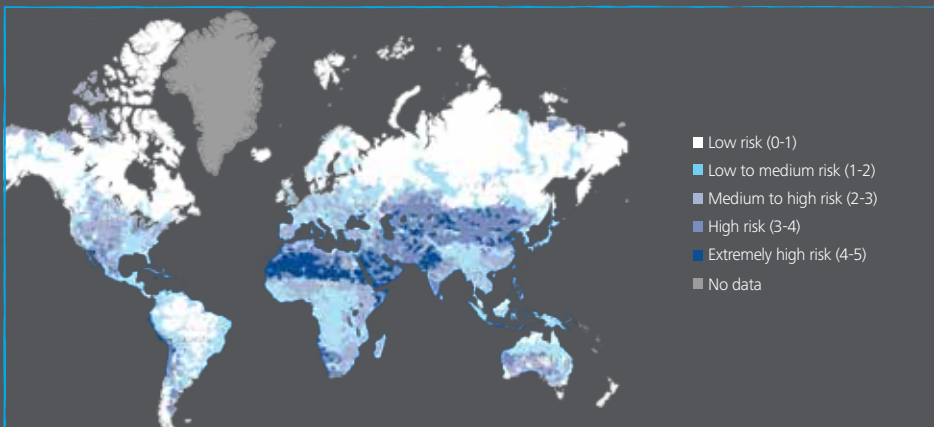 Low risk (0-1)
Low to medium risk (1-2)
Medium to high risk (2-3)
High risk (3-4)
Extremely high risk (4-5)
No data